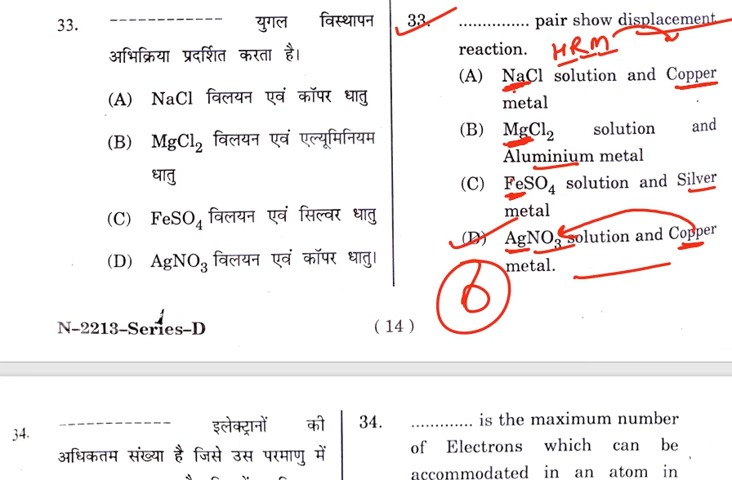 33. ------------ युगल विस्थापन
अभिक्रिया प्रदर्शित करता है।
(A) NaCl विलयन एवं कॉपर धातु
(B) MgCl₂ विलयन एवं एल्यूमिनियम
धातु
(C) FeSO₄ विलयन एवं सिल्वर धातु
(D) AgNO₃ विलयन एवं कॉपर धातु।
N-2213-Series-D
(14)
33. .............. pair show displacement
reaction. HRM
(A) NaCl solution and Copper
metal
(B) MgCl₂ solution and
Aluminium metal
(C) FeSO₄ solution and Silver
metal
(D) AgNO₃ solution and Copper
metal.
34. ------------ इलेक्ट्रानों की
अधिकतम संख्या है जिसे उस परमाणु में
34. ............. is the maximum number
of Electrons which can be
accommodated in an atom in